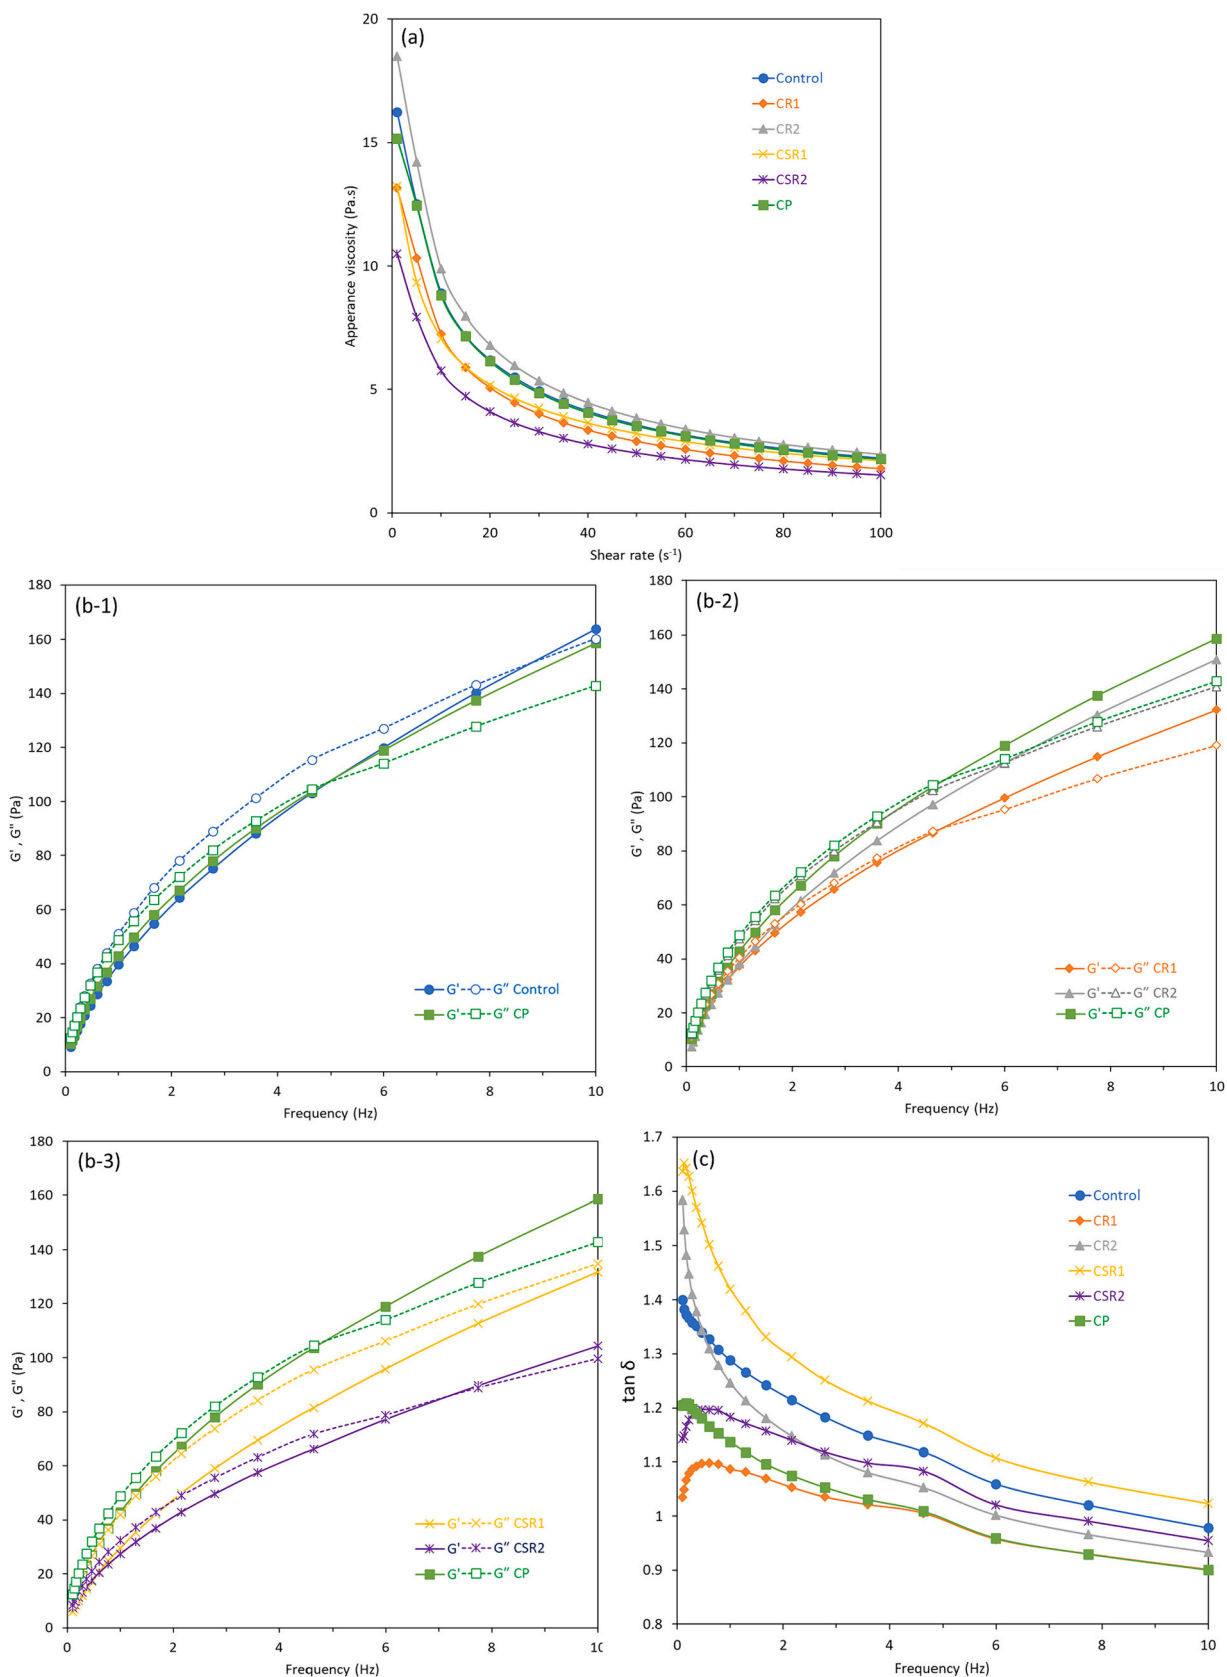 (a)
20
15
10
5
0
Apperance viscosity (Pa.s)
Control
CR1
CR2
CSR1
CSR2
CP
0 20 40 60 80 100
Shear rate (s⁻¹)
(b-1)
180
160
140
120
100
80
60
40
20
0
G' , G" (Pa)
G' G" Control
G' G" CP
0 2 4 6 8 10
Frequency (Hz)
(b-2)
180
160
140
120
100
80
60
40
20
0
G' , G" (Pa)
G' G" CR1
G' G" CR2
G' G" CP
0 2 4 6 8 10
Frequency (Hz)
(b-3)
180
160
140
120
100
80
60
40
20
0
G' , G" (Pa)
G' G" CSR1
G' G" CSR2
G' G" CP
0 2 4 6 8 10
Frequency (Hz)
(c)
1.7
1.6
1.5
1.4
1.3
1.2
1.1
1
0.9
0.8
tan δ
Control
CR1
CR2
CSR1
CSR2
CP
0 2 4 6 8 10
Frequency (Hz)